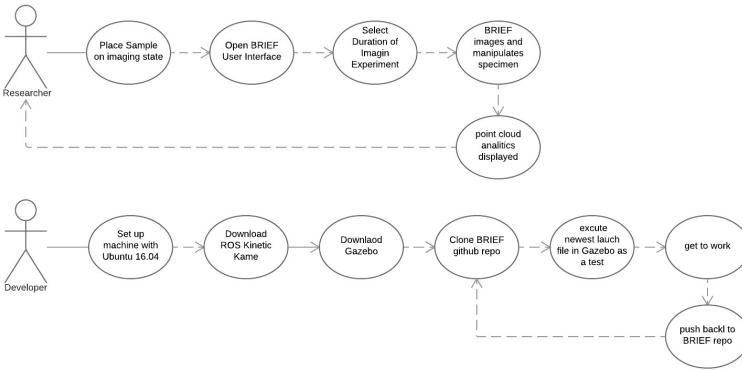 Place Sample
on imaging state
Open BRIEF
User Interface
Select
Duration of
Imagin
Experiment
BRIEF
images and
manipulates
specimen
Researcher
point cloud
analitics
displayed
Set up
machine with
Ubuntu 16.04
Download
ROS Kinetic
Kame
Downlaod
Gazebo
Clone BRIEF
github repo
excute
newest lauch
file in Gazebo as
a test
get to work
Developer
push backl to
BRIEF repo